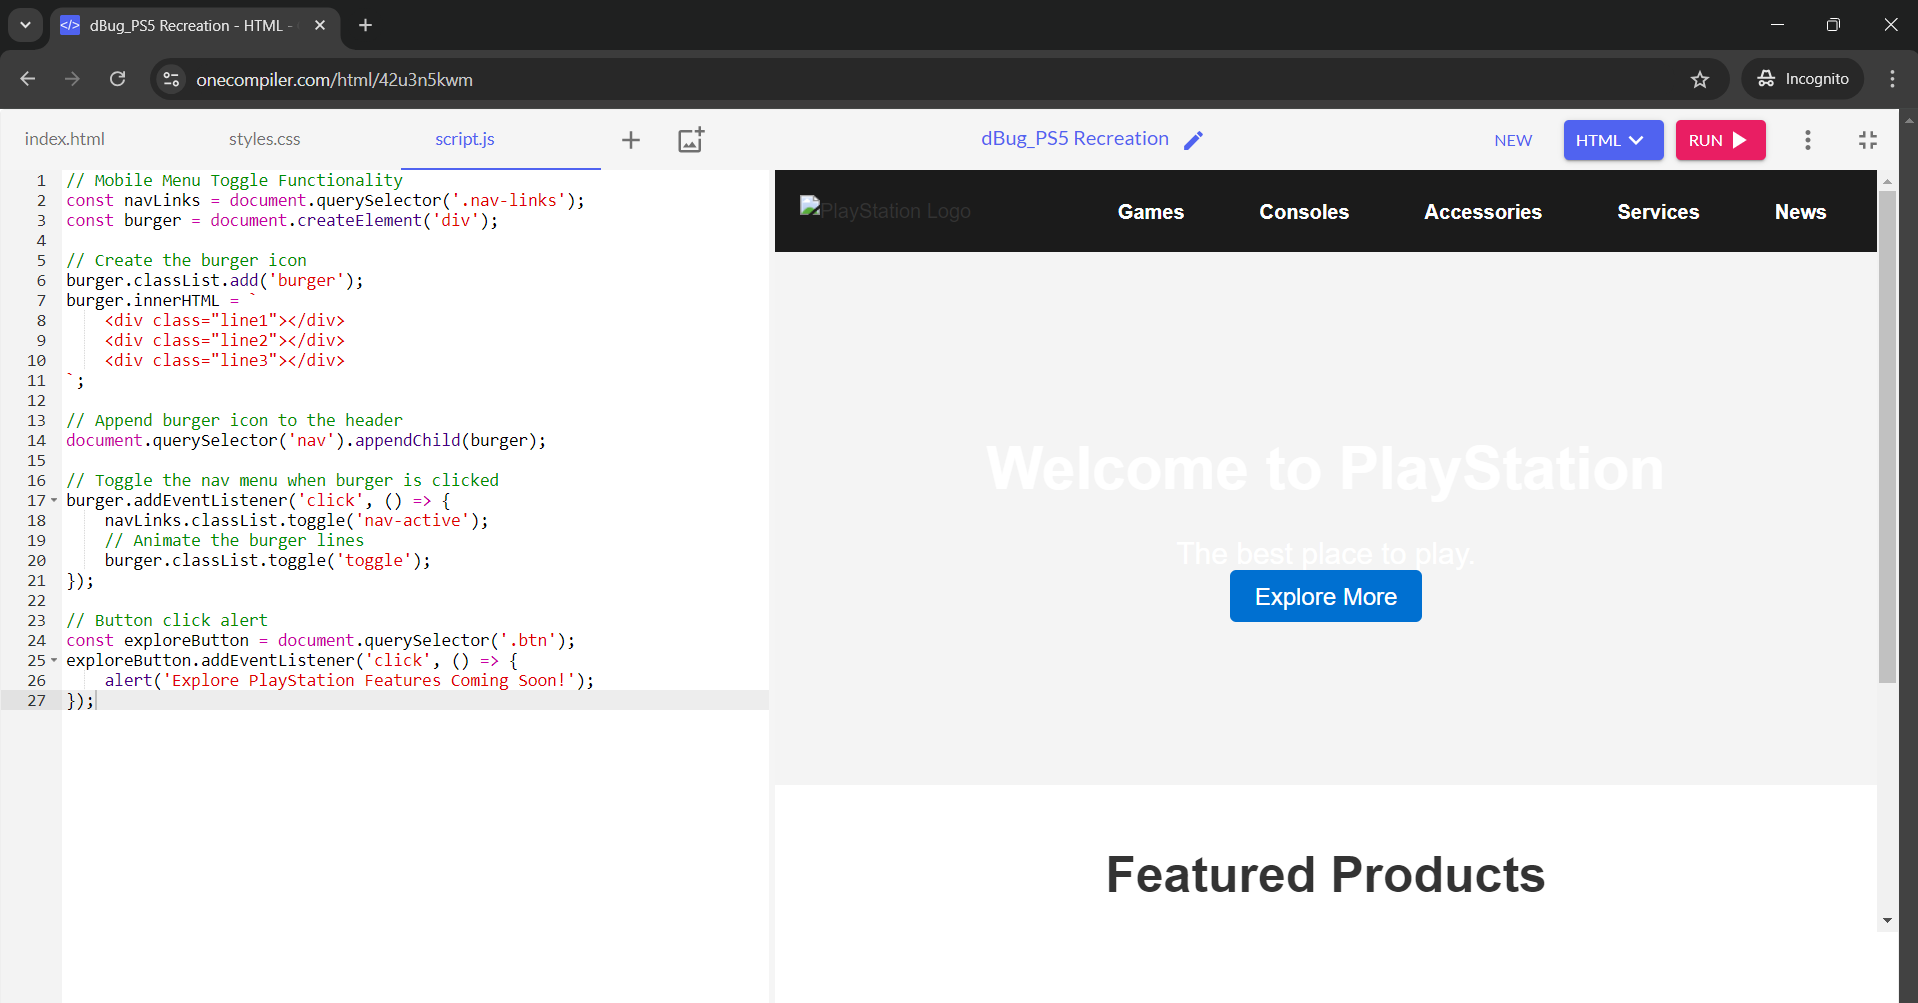 dBug_PS5 Recreation - HTML -
onecompiler.com/html/42u3n5kwm
Incognito
index.html
styles.css
script.js
dBug_PS5 Recreation
NEW
HTML
RUN
1 // Mobile Menu Toggle Functionality
2 const navLinks = document.querySelector('.nav-links');
3 const burger = document.createElement('div');
4
5 // Create the burger icon
6 burger.classList.add('burger');
7 burger.innerHTML = `
8 <div class="line1"></div>
9 <div class="line2"></div>
10 <div class="line3"></div>
11 `;
12
13 // Append burger icon to the header
14 document.querySelector('nav').appendChild(burger);
15
16 // Toggle the nav menu when burger is clicked
17 burger.addEventListener('click', () => {
18 navLinks.classList.toggle('nav-active');
19 // Animate the burger lines
20 burger.classList.toggle('toggle');
21 });
22
23 // Button click alert
24 const exploreButton = document.querySelector('.btn');
25 exploreButton.addEventListener('click', () => {
26 alert('Explore PlayStation Features Coming Soon!');
27 });
PlayStation Logo
Games
Consoles
Accessories
Services
News
Welcome to PlayStation
The best place to play.
Explore More
Featured Products